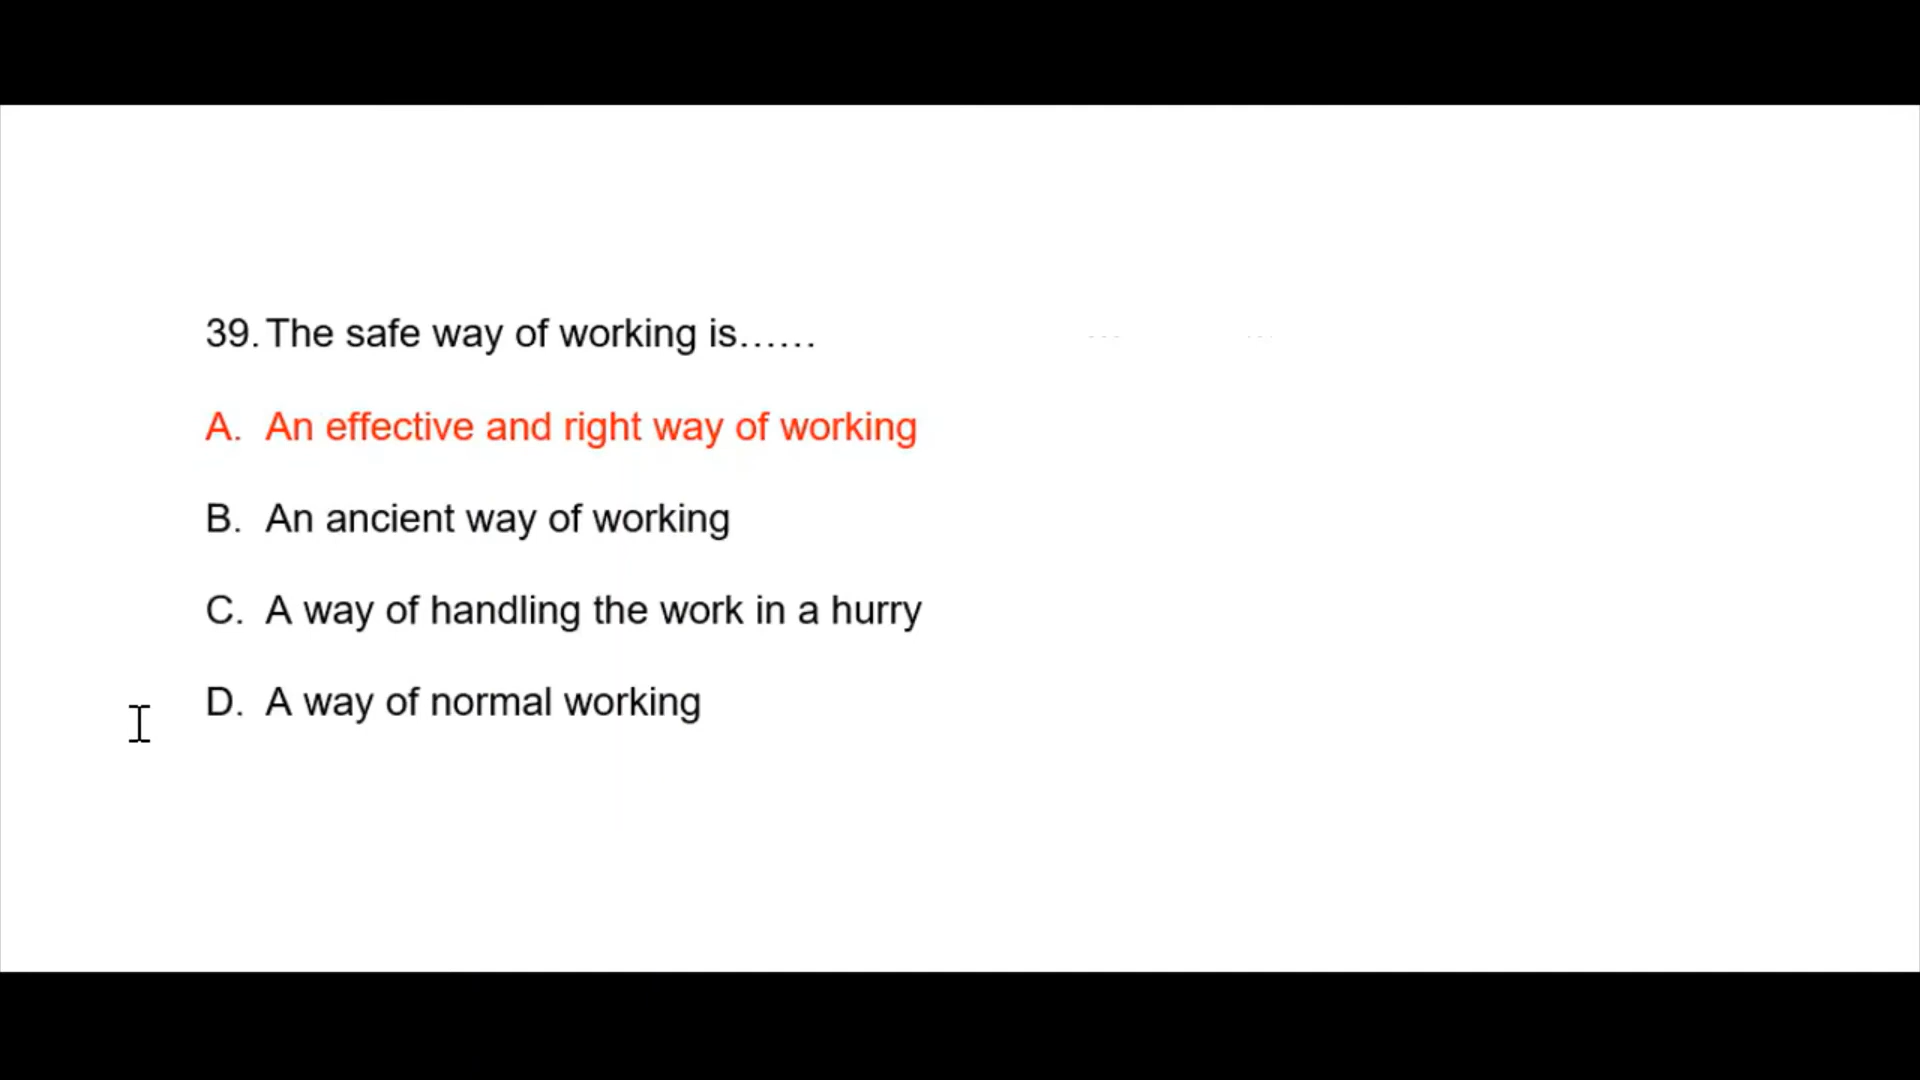 39. The safe way of working is......
A. An effective and right way of working
B. An ancient way of working
C. A way of handling the work in a hurry
D. A way of normal working